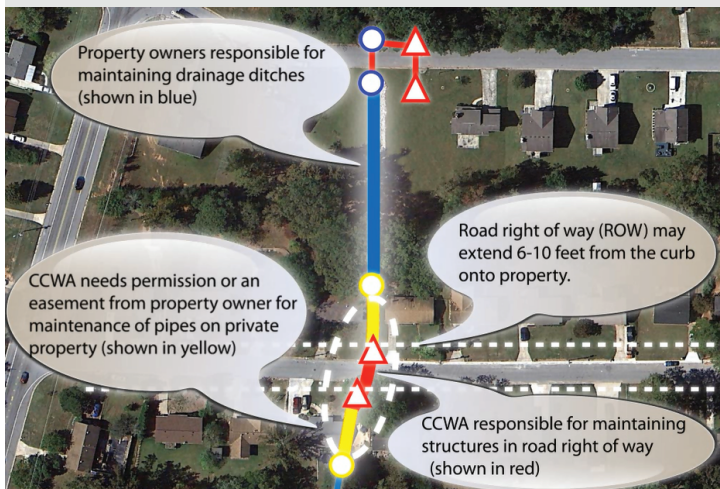 Property owners responsible for
maintaining drainage ditches
(shown in blue)
Road right of way (ROW) may
extend 6-10 feet from the curb
onto property.
CCWA needs permission or an
easement from property owner for
maintenance of pipes on private
property (shown in yellow)
CCWA responsible for maintaining
structures in road right of way
(shown in red)